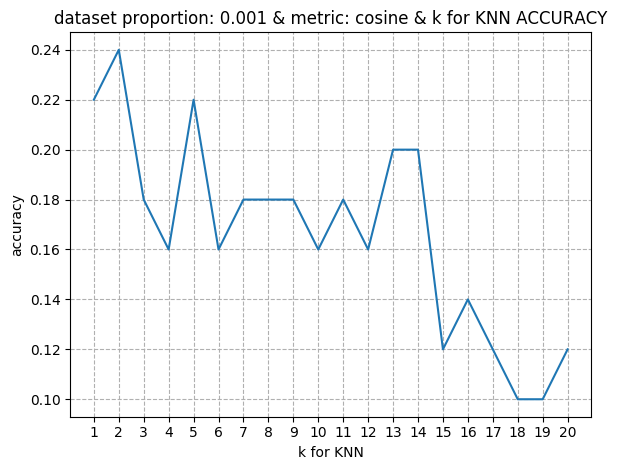 dataset proportion: 0.001 & metric: cosine & k for KNN ACCURACY
0.24
0.22
0.20
0.18
0.16
0.14
0.12
0.10
accuracy
1 2 3 4 5 6 7 8 9 10 11 12 13 14 15 16 17 18 19 20
k for KNN